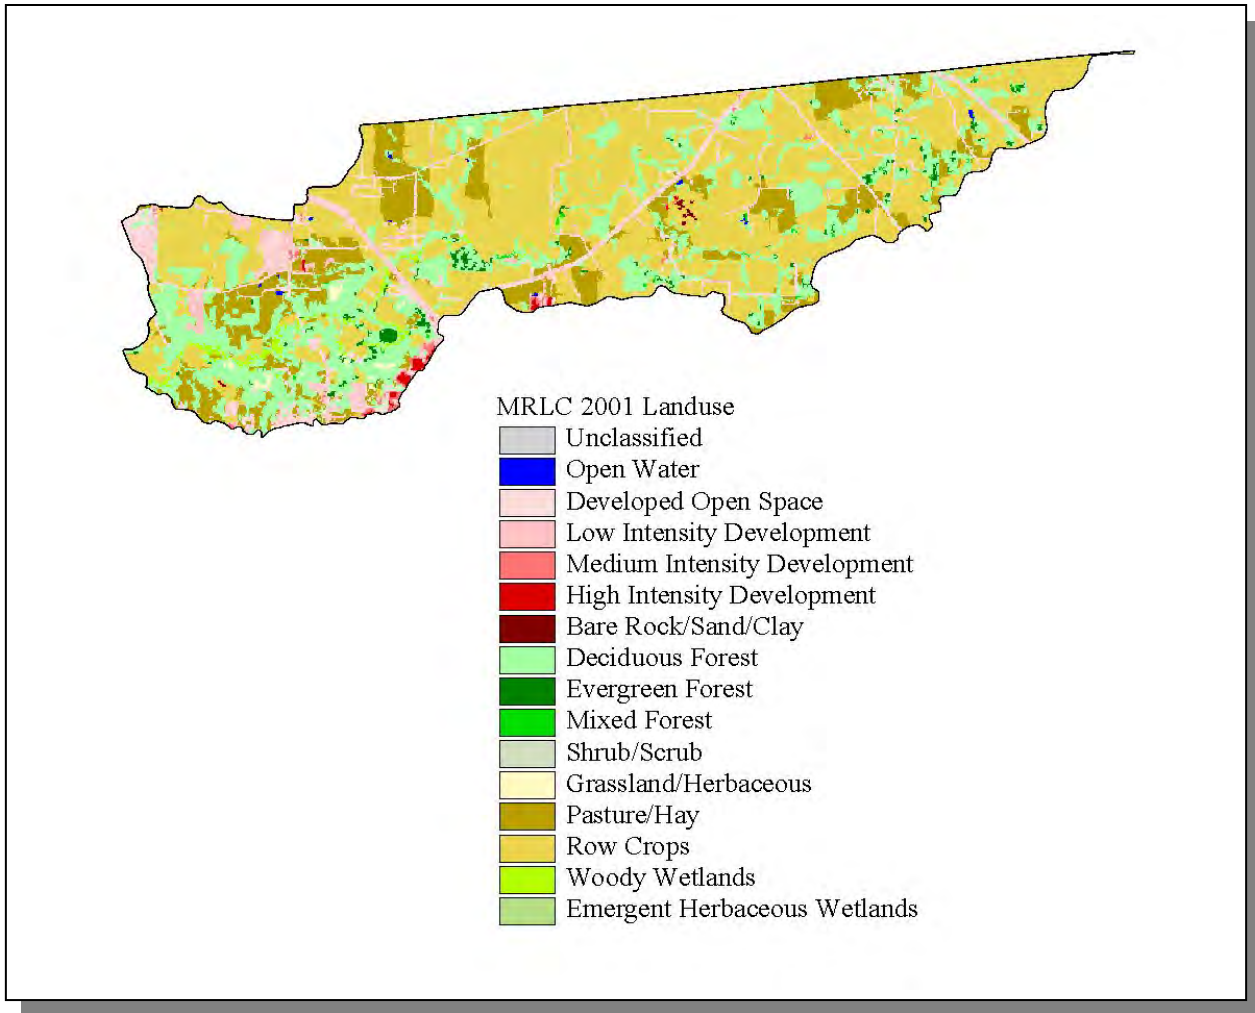 MRLC 2001 Landuse
Unclassified
Open Water
Developed Open Space
Low Intensity Development
Medium Intensity Development
High Intensity Development
Bare Rock/Sand/Clay
Deciduous Forest
Evergreen Forest
Mixed Forest
Shrub/Scrub
Grassland/Herbaceous
Pasture/Hay
Row Crops
Woody Wetlands
Emergent Herbaceous Wetlands